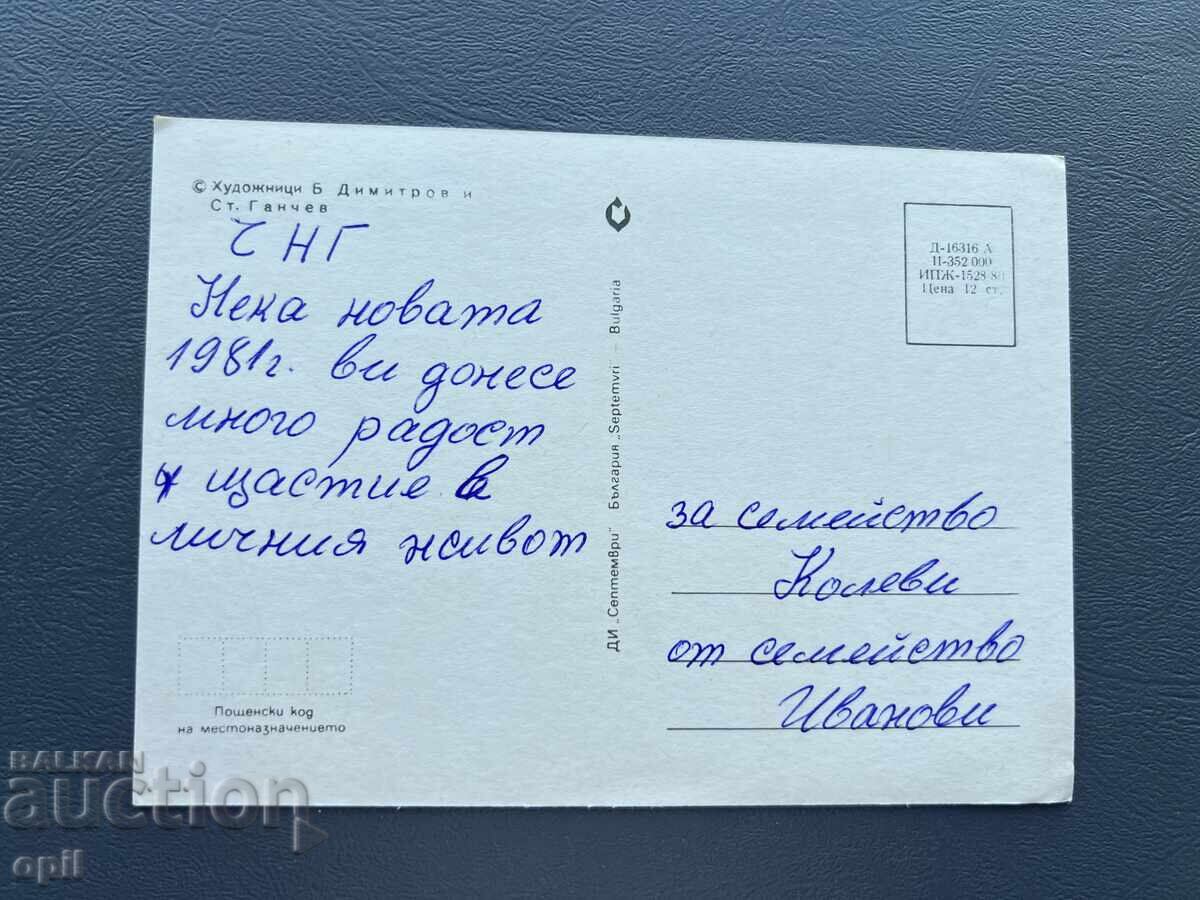 © Художници Б Димитров и
Ст. Ганчев
ЧНГ
Нека новата
1981г. ви донесе
много радост
и щастие в
личния живот
Пощенски код
на местоназначението
ДИ „Септември" България „Septemvri" — Bulgaria
Д-16316 А
П-352 000
ИПЖ-1528-80
Цена 12 ст.
за семейство
Колеви
от семейство
Иванови
BALKAN
auction
opil